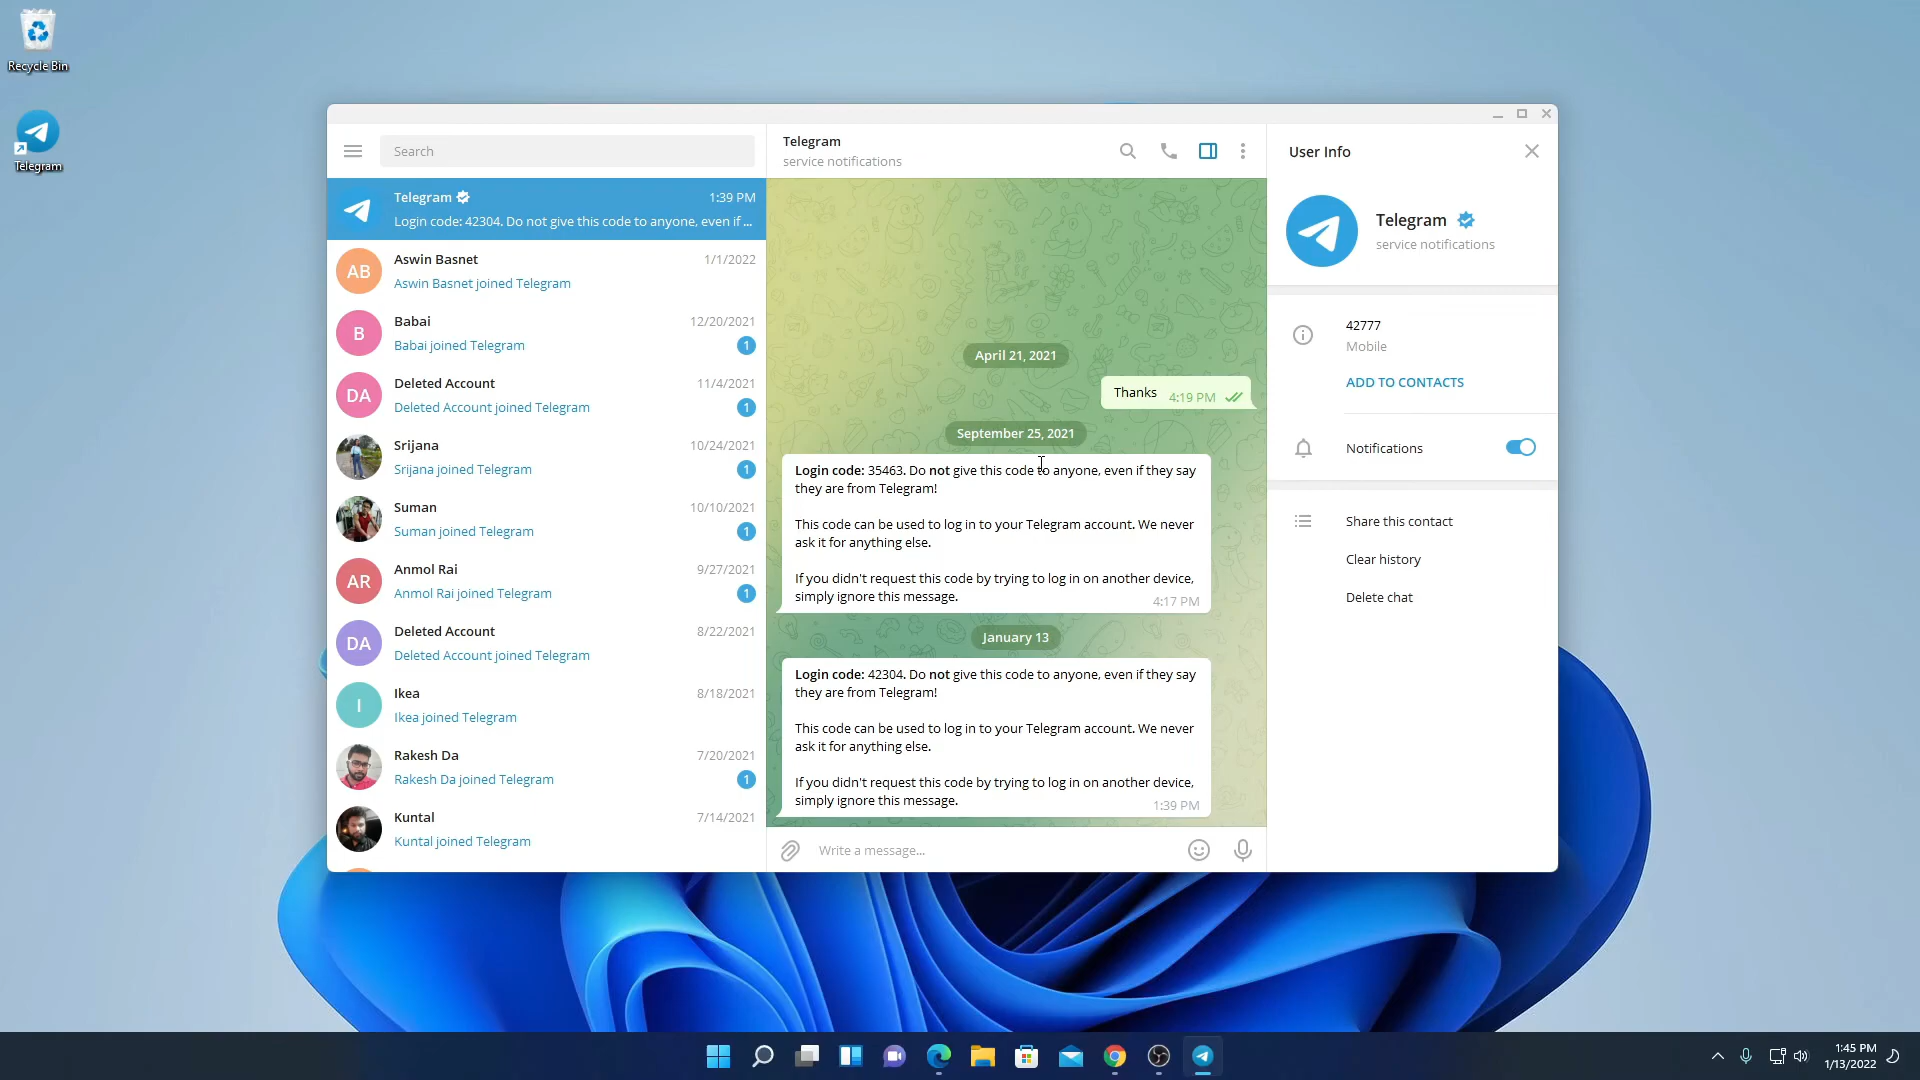 Recycle Bin
Telegram
Search
Telegram
1:39 PM
Login code: 42304. Do not give this code to anyone, even if ...
AB
Aswin Basnet
1/1/2022
Aswin Basnet joined Telegram
B
Babai
12/20/2021
Babai joined Telegram
1
DA
Deleted Account
11/4/2021
Deleted Account joined Telegram
1
Srijana
10/24/2021
Srijana joined Telegram
1
Suman
10/10/2021
Suman joined Telegram
1
AR
Anmol Rai
9/27/2021
Anmol Rai joined Telegram
1
DA
Deleted Account
8/22/2021
Deleted Account joined Telegram
I
Ikea
8/18/2021
Ikea joined Telegram
Rakesh Da
7/20/2021
Rakesh Da joined Telegram
1
Kuntal
7/14/2021
Kuntal joined Telegram
Telegram
service notifications
April 21, 2021
Thanks
4:19 PM
September 25, 2021
Login code: 35463. Do not give this code to anyone, even if they say
they are from Telegram!
This code can be used to log in to your Telegram account. We never
ask it for anything else.
If you didn't request this code by trying to log in on another device,
simply ignore this message.
4:17 PM
January 13
Login code: 42304. Do not give this code to anyone, even if they say
they are from Telegram!
This code can be used to log in to your Telegram account. We never
ask it for anything else.
If you didn't request this code by trying to log in on another device,
simply ignore this message.
1:39 PM
Write a message...
User Info
Telegram
service notifications
42777
Mobile
ADD TO CONTACTS
Notifications
Share this contact
Clear history
Delete chat
1:45 PM
1/13/2022